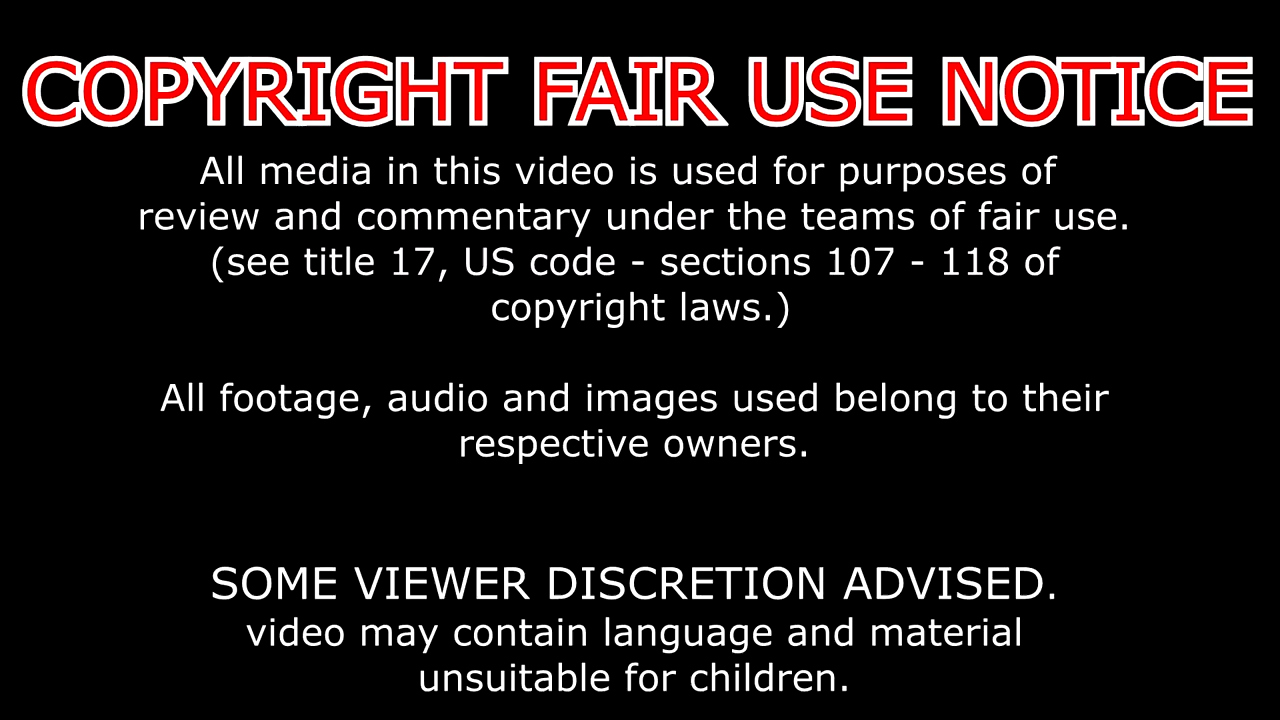 COPYRIGHT FAIR USE NOTICE
All media in this video is used for purposes of
review and commentary under the teams of fair use.
(see title 17, US code - sections 107 - 118 of
copyright laws.)
All footage, audio and images used belong to their
respective owners.
SOME VIEWER DISCRETION ADVISED.
video may contain language and material
unsuitable for children.